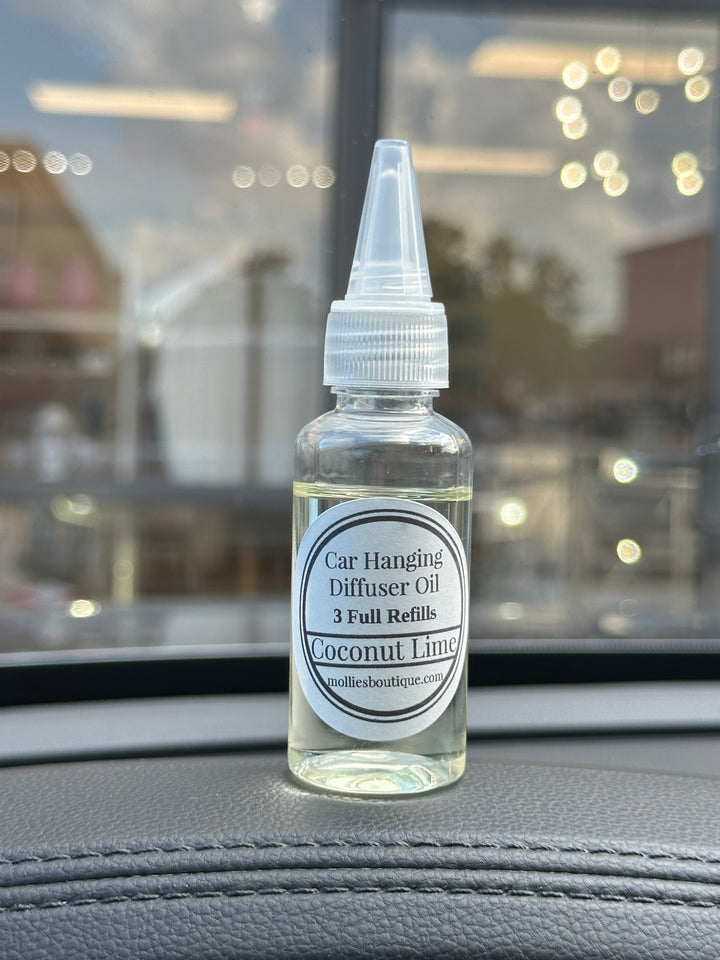 Car Hanging
Diffuser Oil
3 Full Refills
Coconut Lime
molliesboutique.com